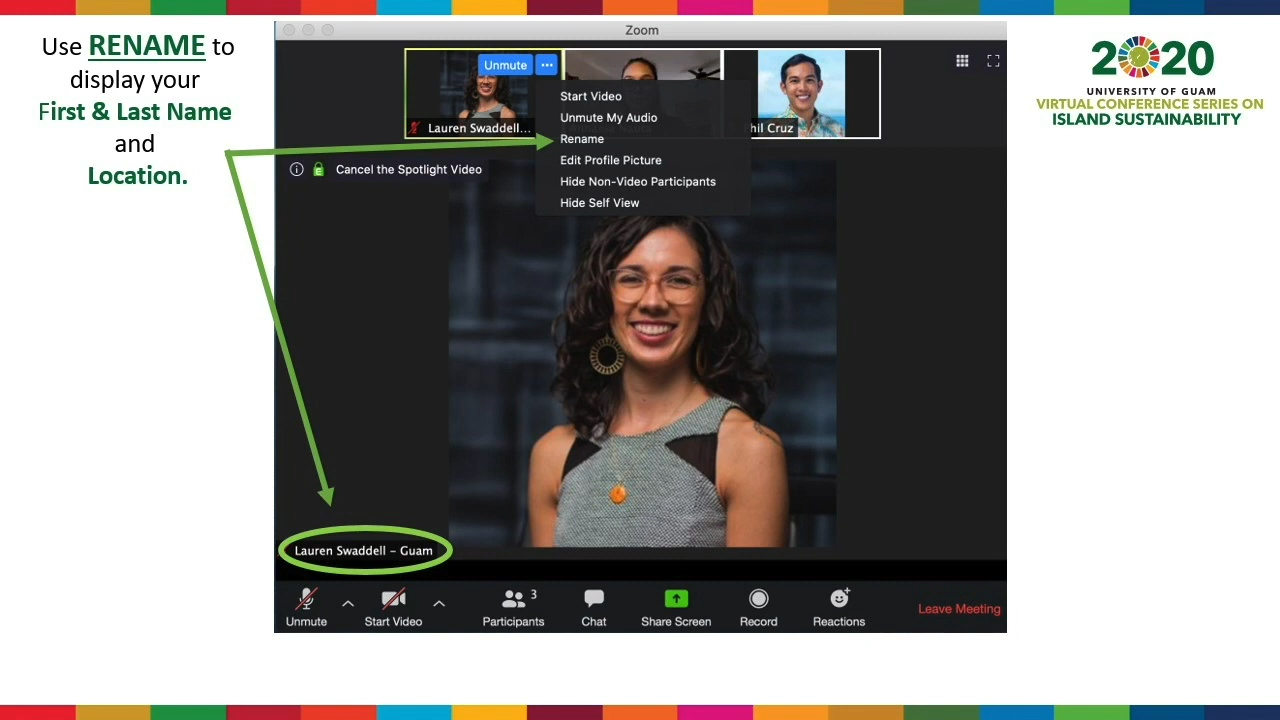 Use RENAME to
display your
First & Last Name
and
Location.
Zoom
Unmute
Lauren Swaddell...
hil Cruz
Start Video
Unmute My Audio
Rename
Edit Profile Picture
Hide Non-Video Participants
Hide Self View
Cancel the Spotlight Video
Lauren Swaddell – Guam
Unmute
Start Video
Participants
3
Chat
Share Screen
Record
Reactions
Leave Meeting
2020
UNIVERSITY OF GUAM
VIRTUAL CONFERENCE SERIES ON
ISLAND SUSTAINABILITY